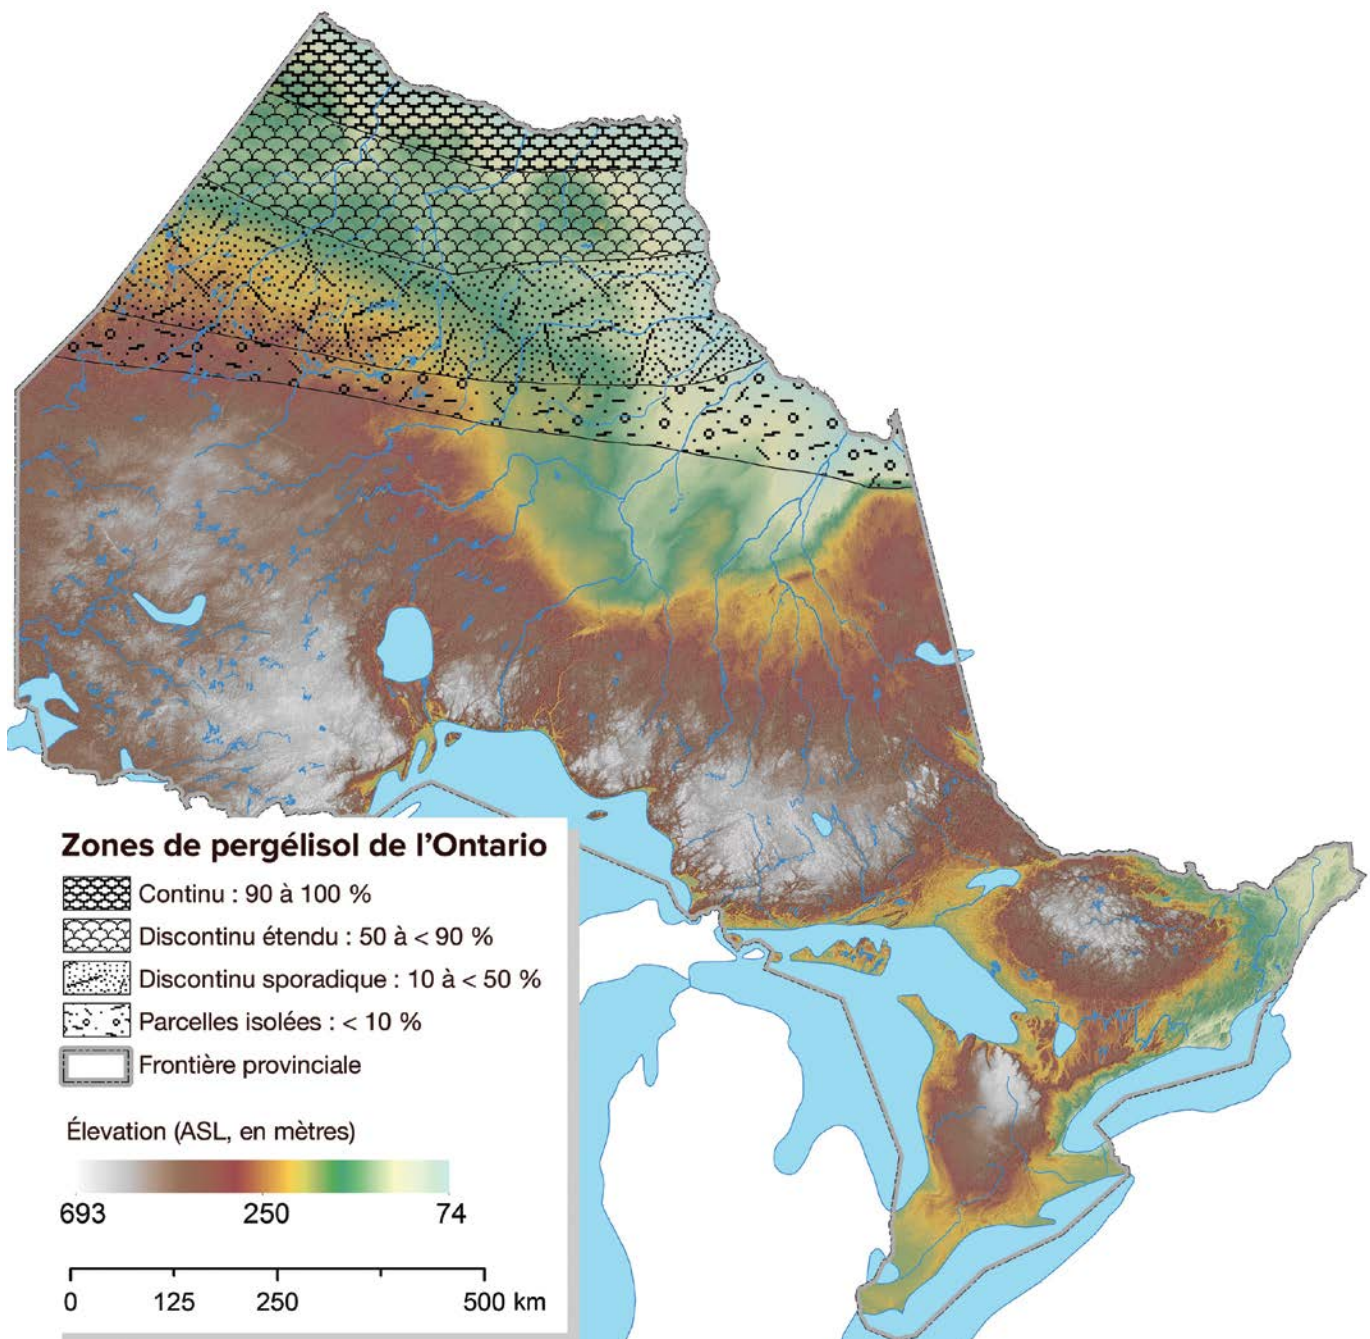 Zones de pergélisol de l'Ontario
Continu : 90 à 100 %
Discontinu étendu : 50 à < 90 %
Discontinu sporadique : 10 à < 50 %
Parcelles isolées : < 10 %
Frontière provinciale
Élevation (ASL, en mètres)
693 250 74
0 125 250 500 km